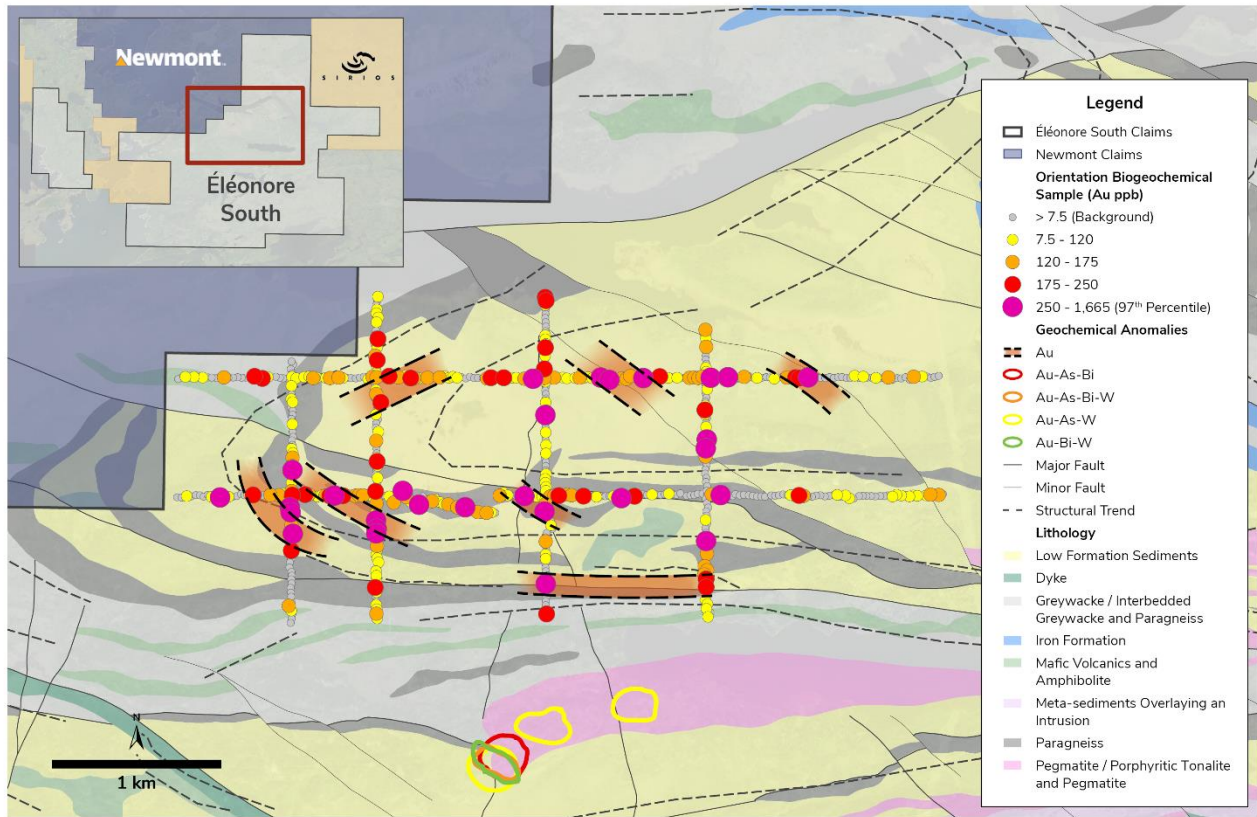 Newmont
SIRIOS
Éléonore
South
N
1 km
Legend
Éléonore South Claims
Newmont Claims
Orientation Biogeochemical
Sample (Au ppb)
> 7.5 (Background)
7.5 - 120
120 - 175
175 - 250
250 - 1,665 (97th Percentile)
Geochemical Anomalies
Au
Au-As-Bi
Au-As-Bi-W
Au-As-W
Au-Bi-W
Major Fault
Minor Fault
Structural Trend
Lithology
Low Formation Sediments
Dyke
Greywacke / Interbedded
Greywacke and Paragneiss
Iron Formation
Mafic Volcanics and
Amphibolite
Meta-sediments Overlaying an
Intrusion
Paragneiss
Pegmatite / Porphyritic Tonalite
and Pegmatite